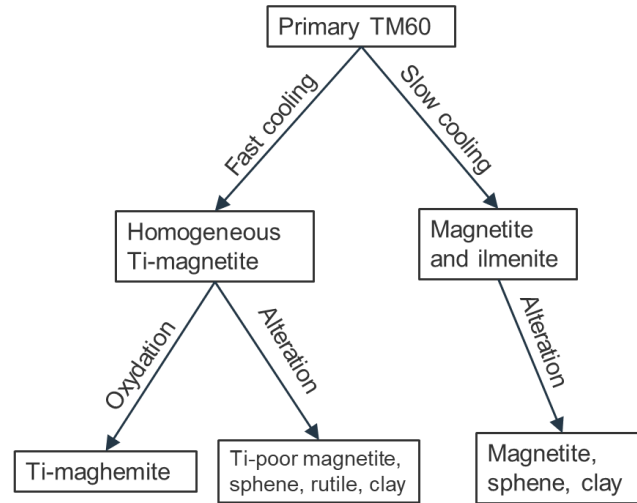 Primary TM60
Fast cooling
Slow cooling
Homogeneous
Ti-magnetite
Magnetite
and ilmenite
Oxydation
Alteration
Alteration
Ti-maghemite
Ti-poor magnetite,
sphene, rutile, clay
Magnetite,
sphene, clay